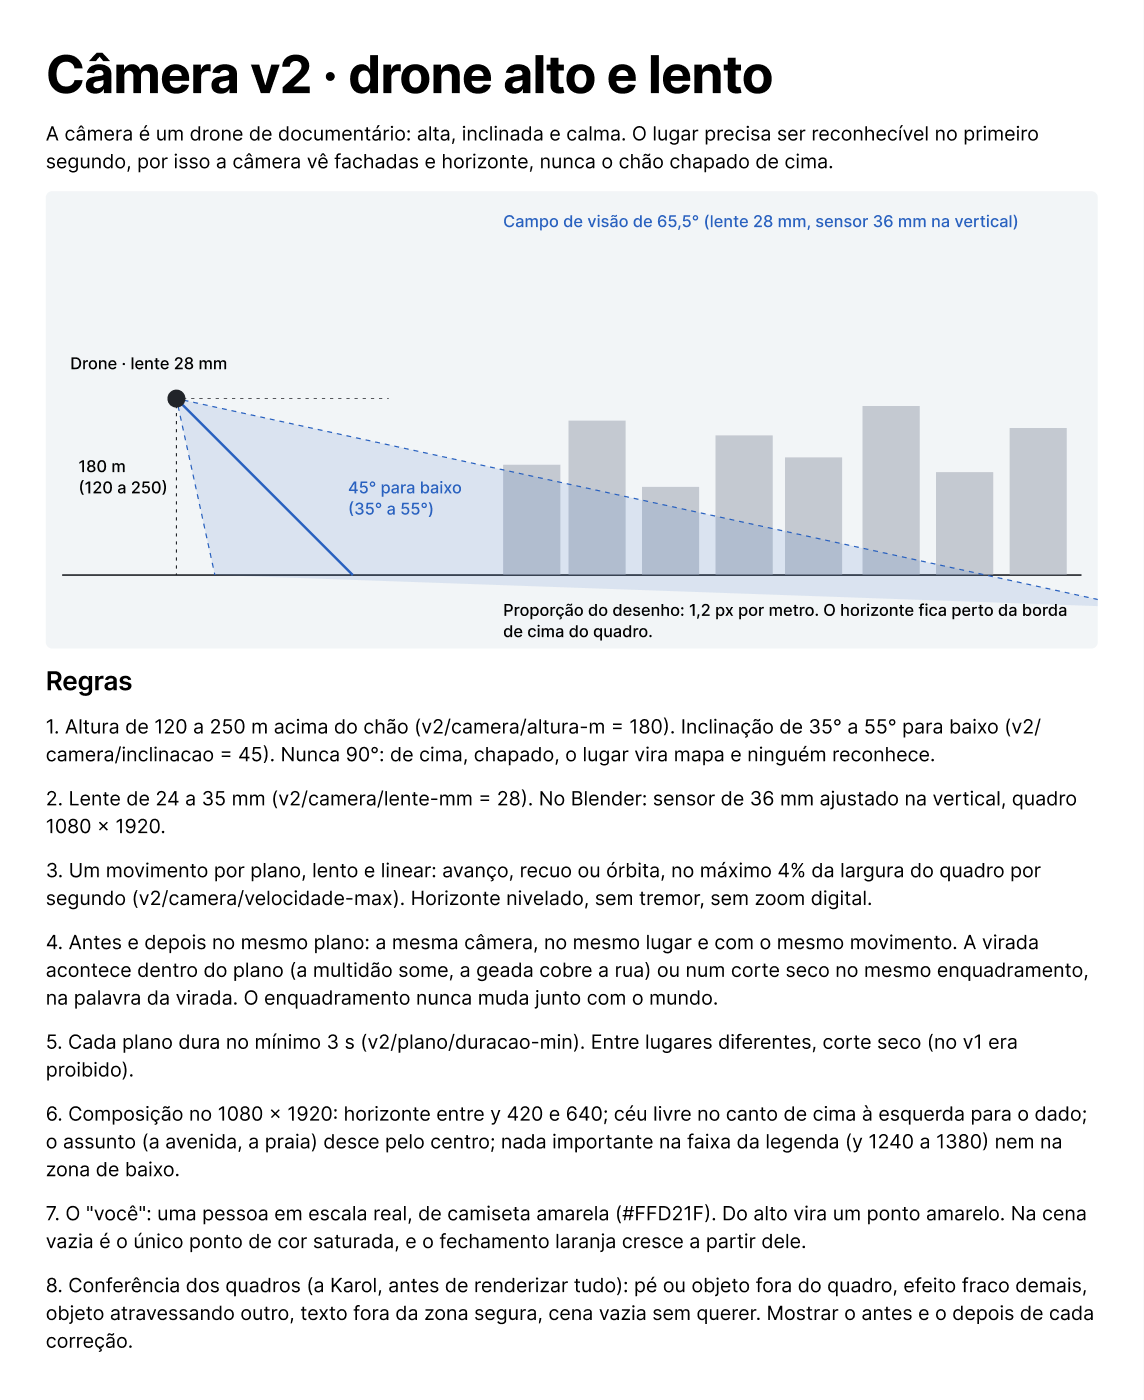 Câmera v2 · drone alto e lento
A câmera é um drone de documentário: alta, inclinada e calma. O lugar precisa ser reconhecível no primeiro
segundo, por isso a câmera vê fachadas e horizonte, nunca o chão chapado de cima.
Campo de visão de 65,5° (lente 28 mm, sensor 36 mm na vertical)
Drone · lente 28 mm
180 m
(120 a 250)
45° para baixo
(35° a 55°)
Proporção do desenho: 1,2 px por metro. O horizonte fica perto da borda
de cima do quadro.
Regras
1. Altura de 120 a 250 m acima do chão (v2/camera/altura-m = 180). Inclinação de 35° a 55° para baixo (v2/
camera/inclinacao = 45). Nunca 90°: de cima, chapado, o lugar vira mapa e ninguém reconhece.
2. Lente de 24 a 35 mm (v2/camera/lente-mm = 28). No Blender: sensor de 36 mm ajustado na vertical, quadro
1080 × 1920.
3. Um movimento por plano, lento e linear: avanço, recuo ou órbita, no máximo 4% da largura do quadro por
segundo (v2/camera/velocidade-max). Horizonte nivelado, sem tremor, sem zoom digital.
4. Antes e depois no mesmo plano: a mesma câmera, no mesmo lugar e com o mesmo movimento. A virada
acontece dentro do plano (a multidão some, a geada cobre a rua) ou num corte seco no mesmo enquadramento,
na palavra da virada. O enquadramento nunca muda junto com o mundo.
5. Cada plano dura no mínimo 3 s (v2/plano/duracao-min). Entre lugares diferentes, corte seco (no v1 era
proibido).
6. Composição no 1080 × 1920: horizonte entre y 420 e 640; céu livre no canto de cima à esquerda para o dado;
o assunto (a avenida, a praia) desce pelo centro; nada importante na faixa da legenda (y 1240 a 1380) nem na
zona de baixo.
7. O "você": uma pessoa em escala real, de camiseta amarela (#FFD21F). Do alto vira um ponto amarelo. Na cena
vazia é o único ponto de cor saturada, e o fechamento laranja cresce a partir dele.
8. Conferência dos quadros (a Karol, antes de renderizar tudo): pé ou objeto fora do quadro, efeito fraco demais,
objeto atravessando outro, texto fora da zona segura, cena vazia sem querer. Mostrar o antes e o depois de cada
correção.